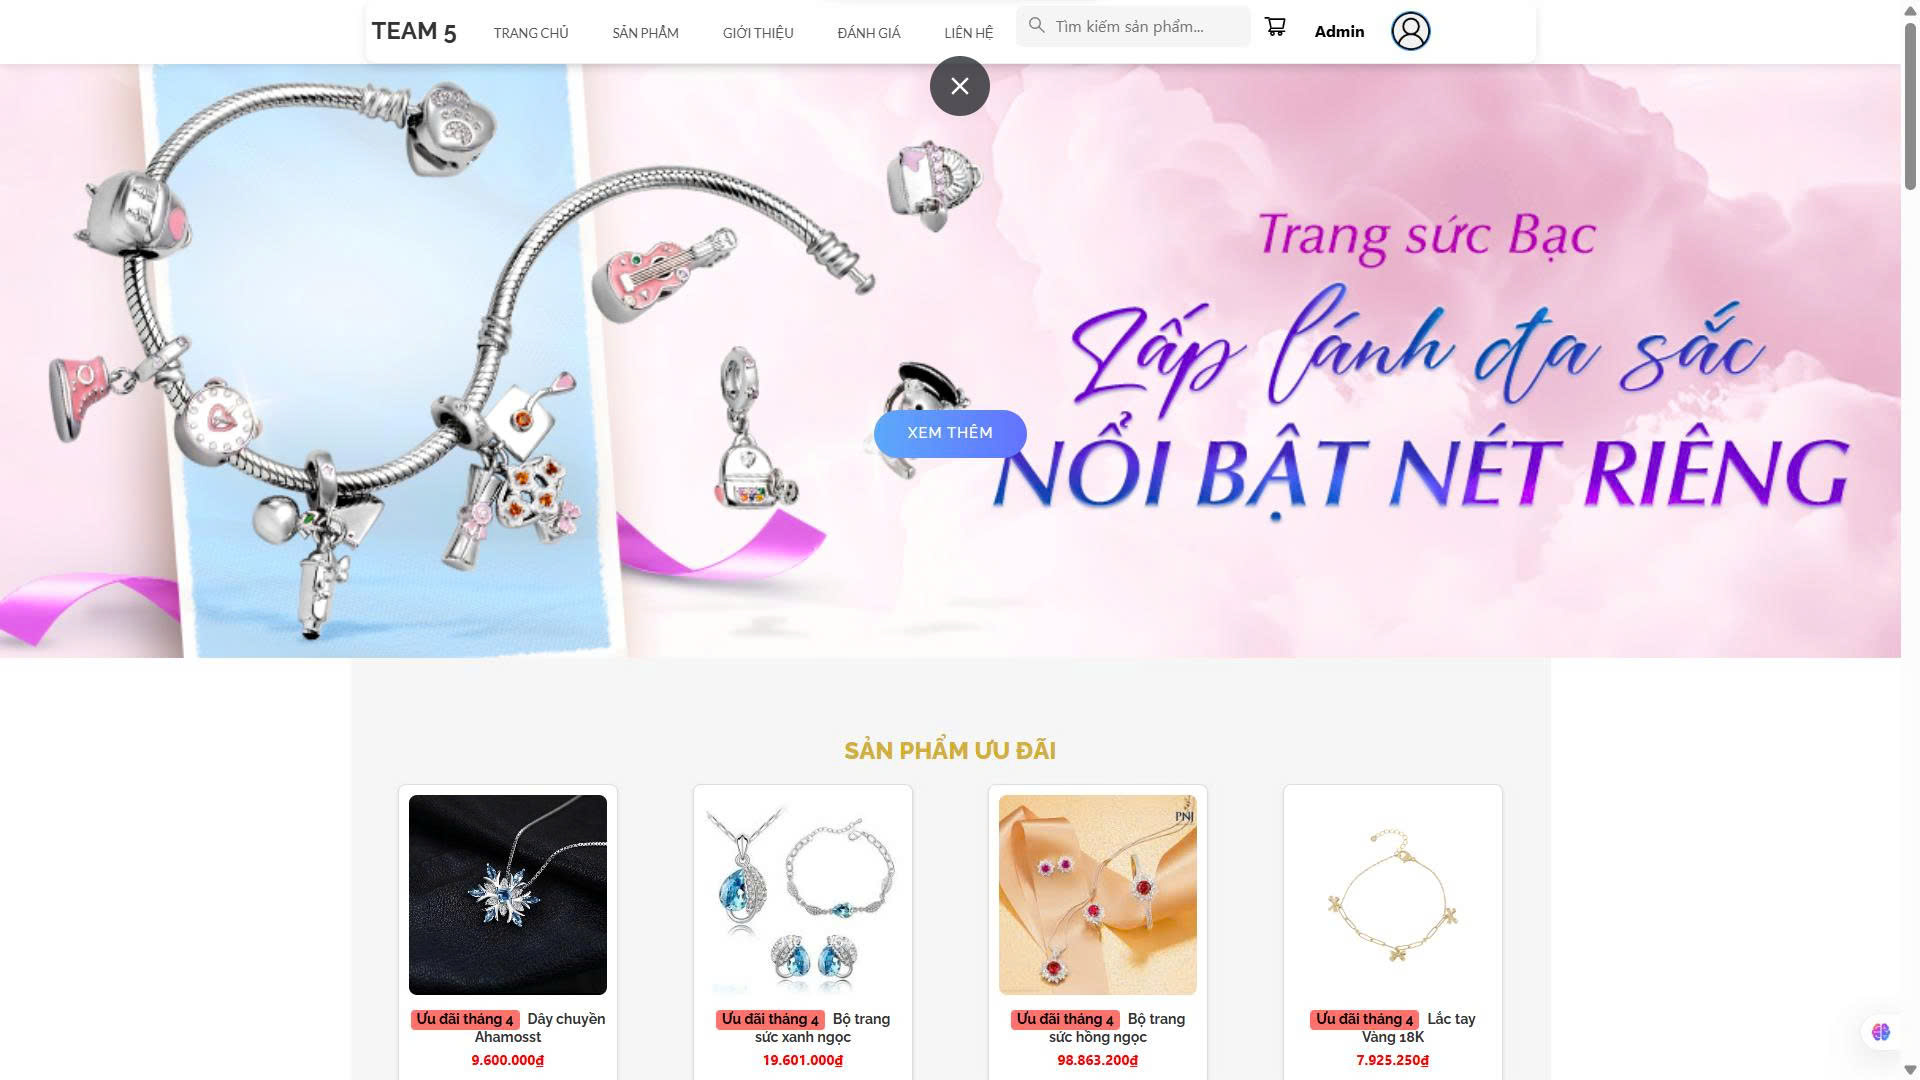 TEAM 5
TRANG CHỦ
SẢN PHẨM
GIỚI THIỆU
ĐÁNH GIÁ
LIÊN HỆ
Tìm kiếm sản phẩm...
Admin
Trang sức Bạc
Lấp lánh đa sắc
NỔI BẬT NÉT RIÊNG
XEM THÊM
SẢN PHẨM ƯU ĐÃI
PNJ
Ưu đãi tháng 4 Dây chuyền
Ahamosst
9.600.000₫
Ưu đãi tháng 4 Bộ trang
sức xanh ngọc
19.601.000₫
Ưu đãi tháng 4 Bộ trang
sức hồng ngọc
98.863.200₫
Ưu đãi tháng 4 Lắc tay
Vàng 18K
7.925.250₫